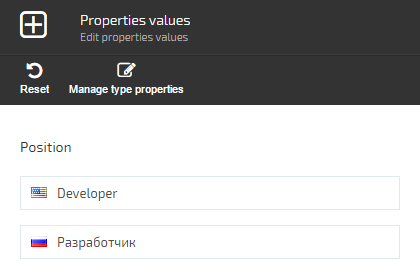 Properties values
Edit properties values
Reset Manage type properties
Position
Developer
Разработчик